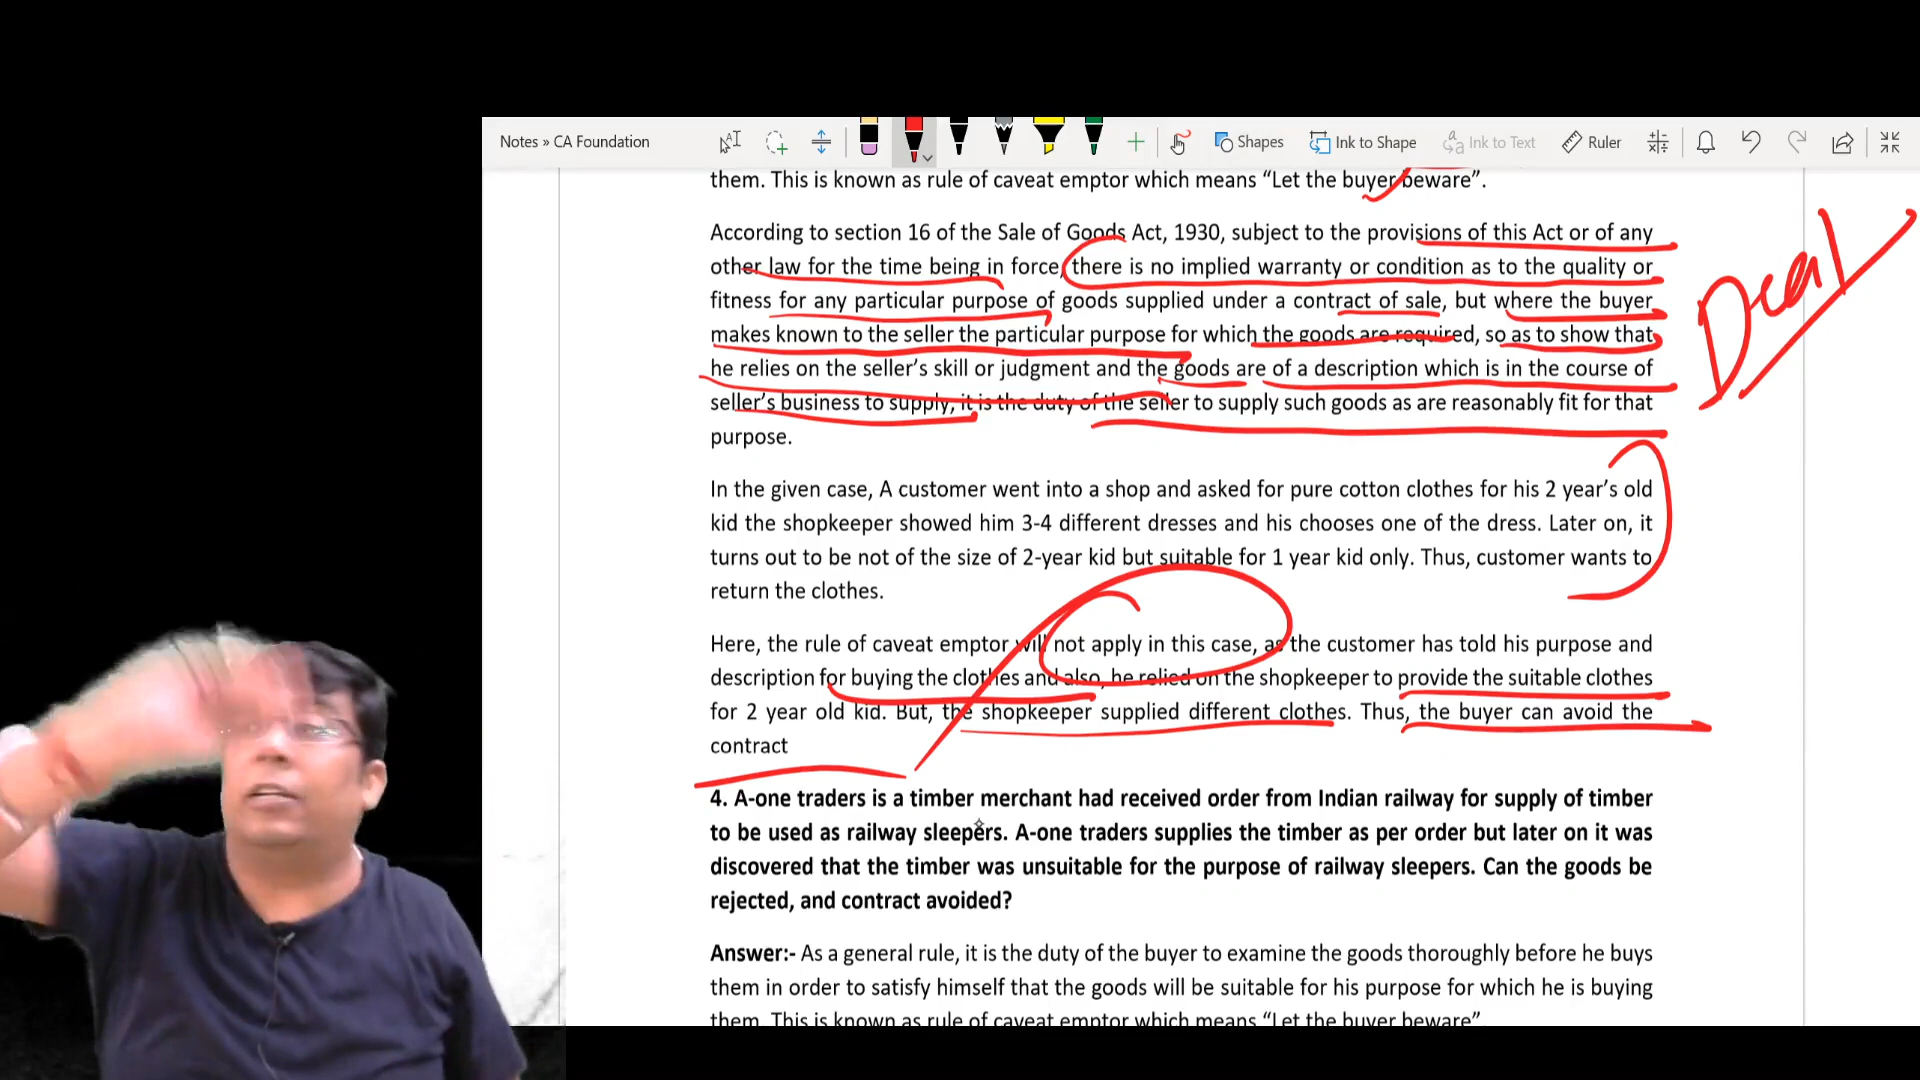 Notes » CA Foundation
Shapes
Ink to Shape
Ink to Text
Ruler
them. This is known as rule of caveat emptor which means “Let the buyer beware”.
According to section 16 of the Sale of Goods Act, 1930, subject to the provisions of this Act or of any
other law for the time being in force, there is no implied warranty or condition as to the quality or
fitness for any particular purpose of goods supplied under a contract of sale, but where the buyer
makes known to the seller the particular purpose for which the goods are required, so as to show that
he relies on the seller’s skill or judgment and the goods are of a description which is in the course of
seller’s business to supply, it is the duty of the seller to supply such goods as are reasonably fit for that
purpose.
In the given case, A customer went into a shop and asked for pure cotton clothes for his 2 year’s old
kid the shopkeeper showed him 3-4 different dresses and his chooses one of the dress. Later on, it
turns out to be not of the size of 2-year kid but suitable for 1 year kid only. Thus, customer wants to
return the clothes.
Here, the rule of caveat emptor will not apply in this case, as the customer has told his purpose and
description for buying the clothes and also, he relied on the shopkeeper to provide the suitable clothes
for 2 year old kid. But, the shopkeeper supplied different clothes. Thus, the buyer can avoid the
contract
4. A-one traders is a timber merchant had received order from Indian railway for supply of timber
to be used as railway sleepers. A-one traders supplies the timber as per order but later on it was
discovered that the timber was unsuitable for the purpose of railway sleepers. Can the goods be
rejected, and contract avoided?
Answer:- As a general rule, it is the duty of the buyer to examine the goods thoroughly before he buys
them in order to satisfy himself that the goods will be suitable for his purpose for which he is buying
them. This is known as rule of caveat emptor which means “Let the buyer beware”.